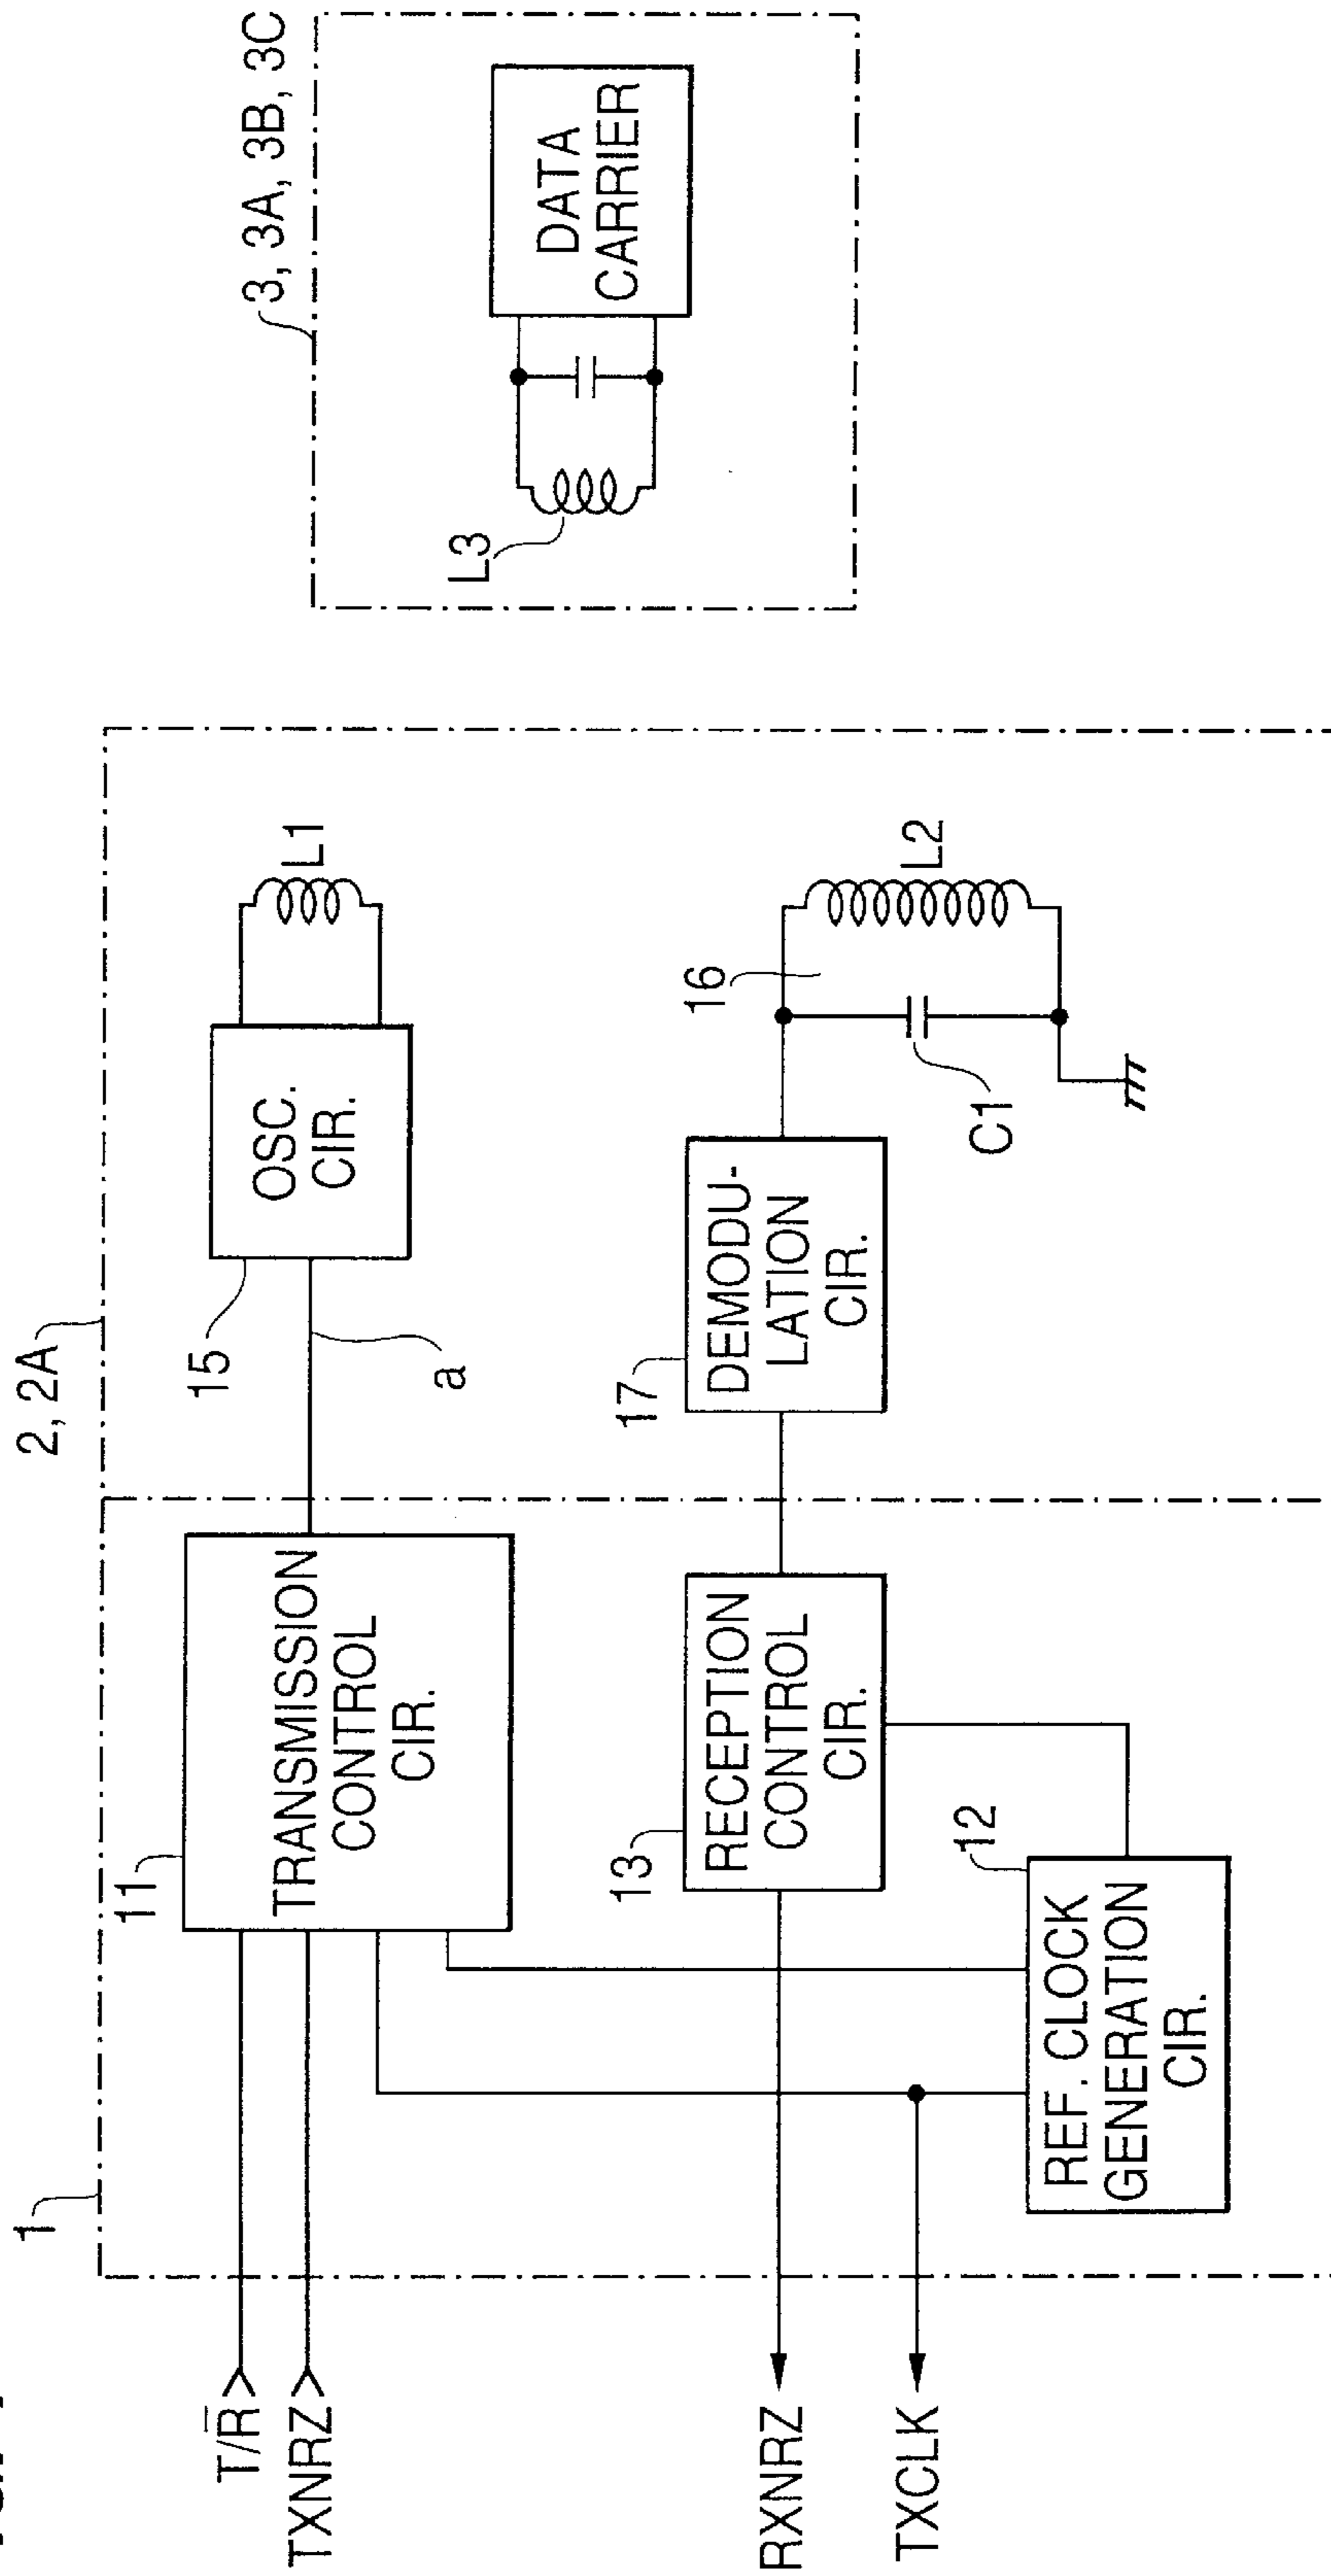 1
2, 2A
3, 3A, 3B, 3C
T/R̅
TXNRZ
11
TRANSMISSION
CONTROL
CIR.
15
a
OSC.
CIR.
L1
L3
DATA
CARRIER
RXNRZ
TXCLK
13
RECEPTION
CONTROL
CIR.
17
DEMODU-
LATION
CIR.
16
C1
L2
12
REF. CLOCK
GENERATION
CIR.